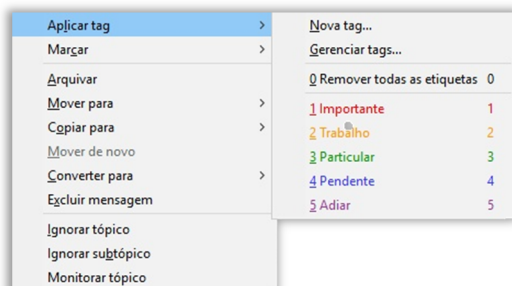 Aplicar tag
Marcar
Arquivar
Mover para
Copiar para
Mover de novo
Converter para
Excluir mensagem
Ignorar tópico
Ignorar subtópico
Monitorar tópico
Nova tag...
Gerenciar tags...
0 Remover todas as etiquetas 0
1 Importante 1
2 Trabalho 2
3 Particular 3
4 Pendente 4
5 Adiar 5